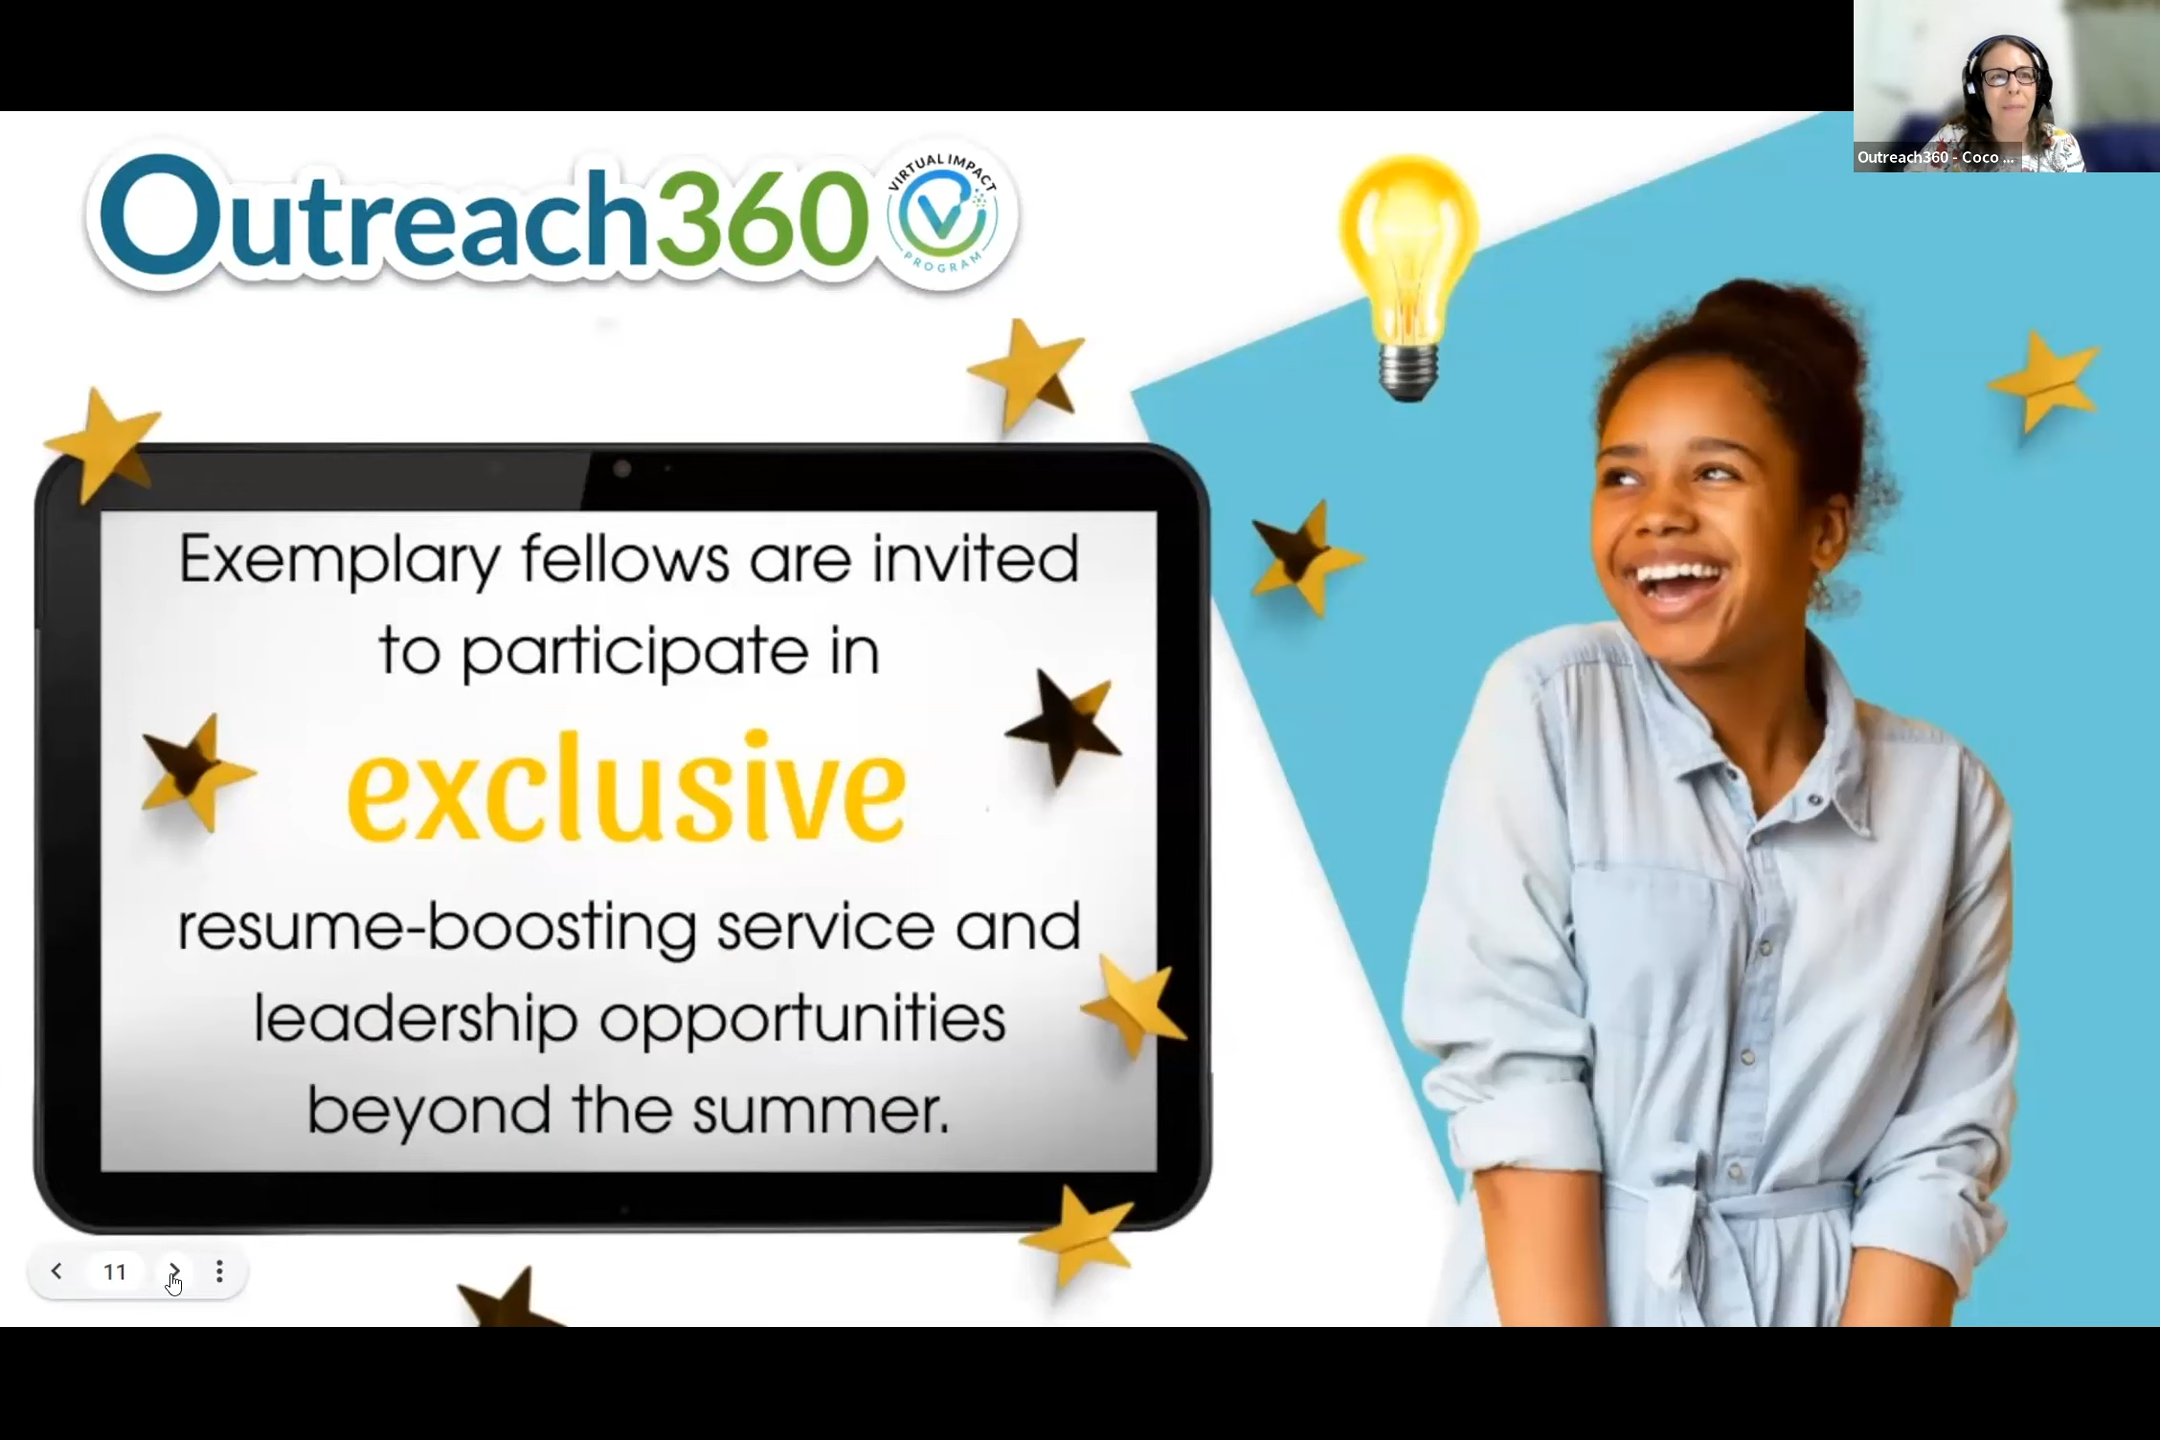 Outreach360 - Coco ...
Outreach360
VIRTUAL IMPACT
PROGRAM
Exemplary fellows are invited
to participate in
exclusive
resume-boosting service and
leadership opportunities
beyond the summer.
11